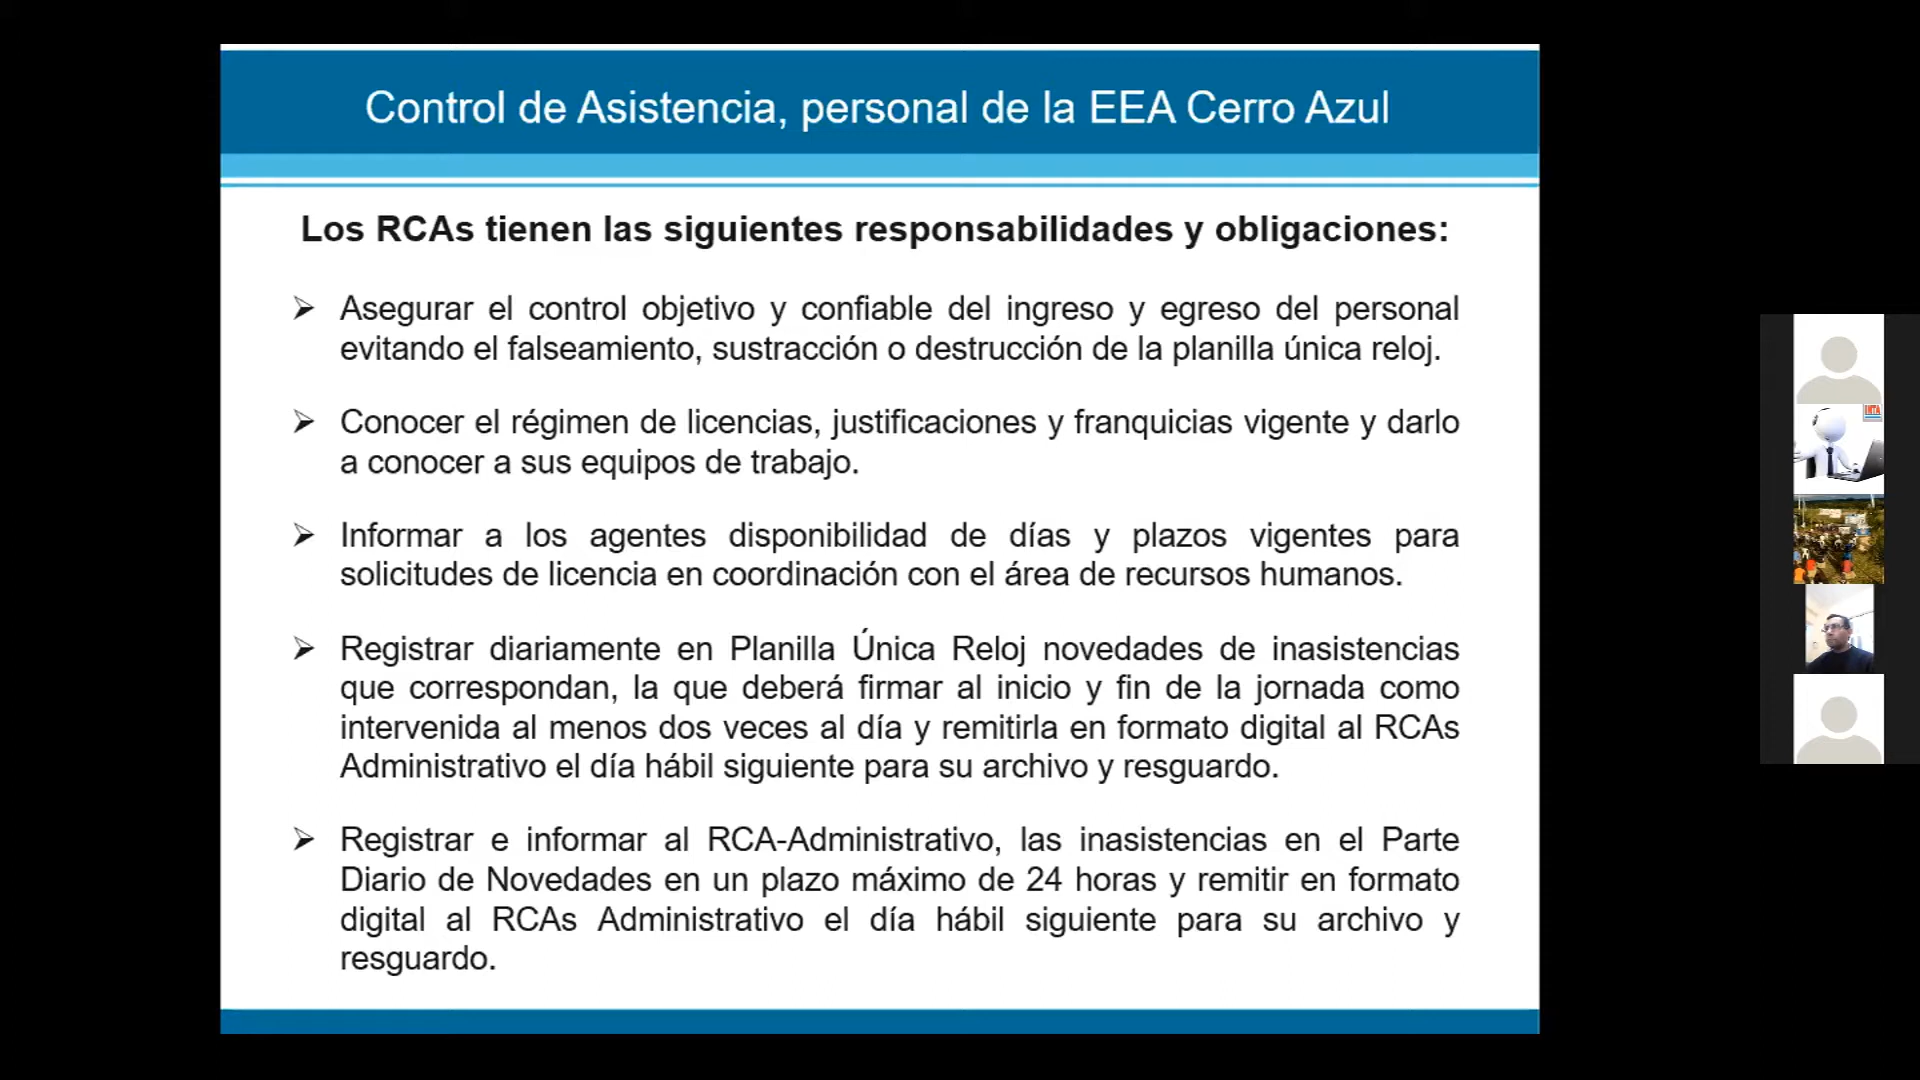 Control de Asistencia, personal de la EEA Cerro Azul
Los RCAs tienen las siguientes responsabilidades y obligaciones:
➢ Asegurar el control objetivo y confiable del ingreso y egreso del personal
evitando el falseamiento, sustracción o destrucción de la planilla única reloj.
➢ Conocer el régimen de licencias, justificaciones y franquicias vigente y darlo
a conocer a sus equipos de trabajo.
➢ Informar a los agentes disponibilidad de días y plazos vigentes para
solicitudes de licencia en coordinación con el área de recursos humanos.
➢ Registrar diariamente en Planilla Única Reloj novedades de inasistencias
que correspondan, la que deberá firmar al inicio y fin de la jornada como
intervenida al menos dos veces al día y remitirla en formato digital al RCAs
Administrativo el día hábil siguiente para su archivo y resguardo.
➢ Registrar e informar al RCA-Administrativo, las inasistencias en el Parte
Diario de Novedades en un plazo máximo de 24 horas y remitir en formato
digital al RCAs Administrativo el día hábil siguiente para su archivo y
resguardo.